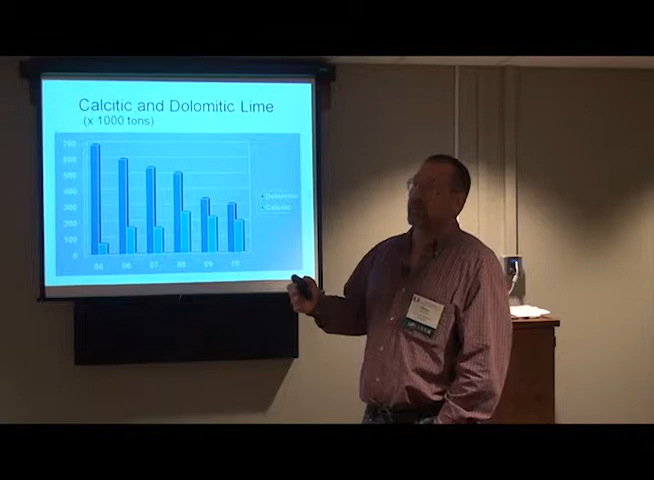 Calcitic and Dolomitic Lime
(x 1000 tons)
700
600
500
400
300
200
100
0
Dolomitic
Calcitic
05 06 07 08 09 10
SPEAKER